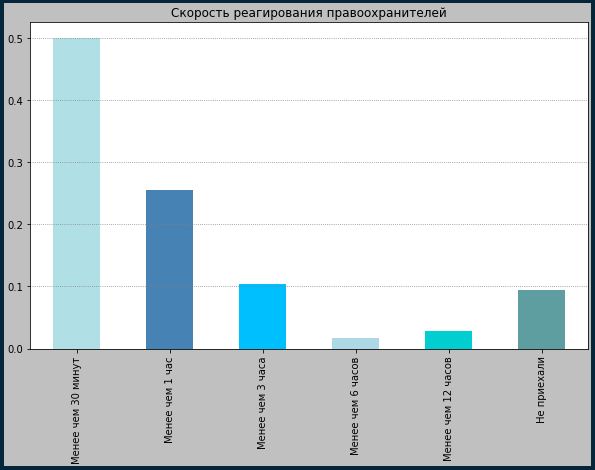 Скорость реагирования правоохранителей
0.5
0.4
0.3
0.2
0.1
0.0
Менее чем 30 минут
Менее чем 1 час
Менее чем 3 часа
Менее чем 6 часов
Менее чем 12 часов
Не приехали